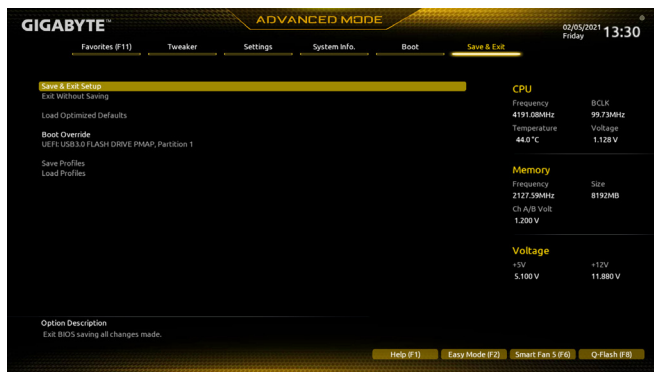 GIGABYTE™
ADVANCED MODE
02/05/2021
Friday
13:30
Favorites (F11) Tweaker Settings System Info. Boot Save & Exit
Save & Exit Setup
Exit Without Saving
Load Optimized Defaults
Boot Override
UEFI: USB3.0 FLASH DRIVE PMAP, Partition 1
Save Profiles
Load Profiles
CPU
Frequency BCLK
4191.08MHz 99.73MHz
Temperature Voltage
44.0 °C 1.128 V
Memory
Frequency Size
2127.59MHz 8192MB
Ch A/B Volt
1.200 V
Voltage
+5V +12V
5.100 V 11.880 V
Option Description
Exit BIOS saving all changes made.
Help (F1) Easy Mode (F2) Smart Fan 5 (F6) Q-Flash (F8)